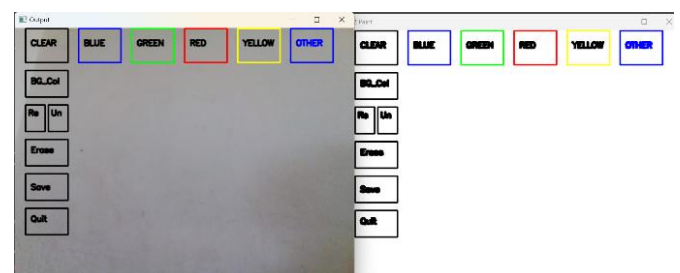 Output
CLEAR BLUE GREEN RED YELLOW OTHER
BG_Col
Re Un
Erase
Save
Quit
Paint
CLEAR BLUE GREEN RED YELLOW OTHER
BG_Col
Re Un
Erase
Save
Quit